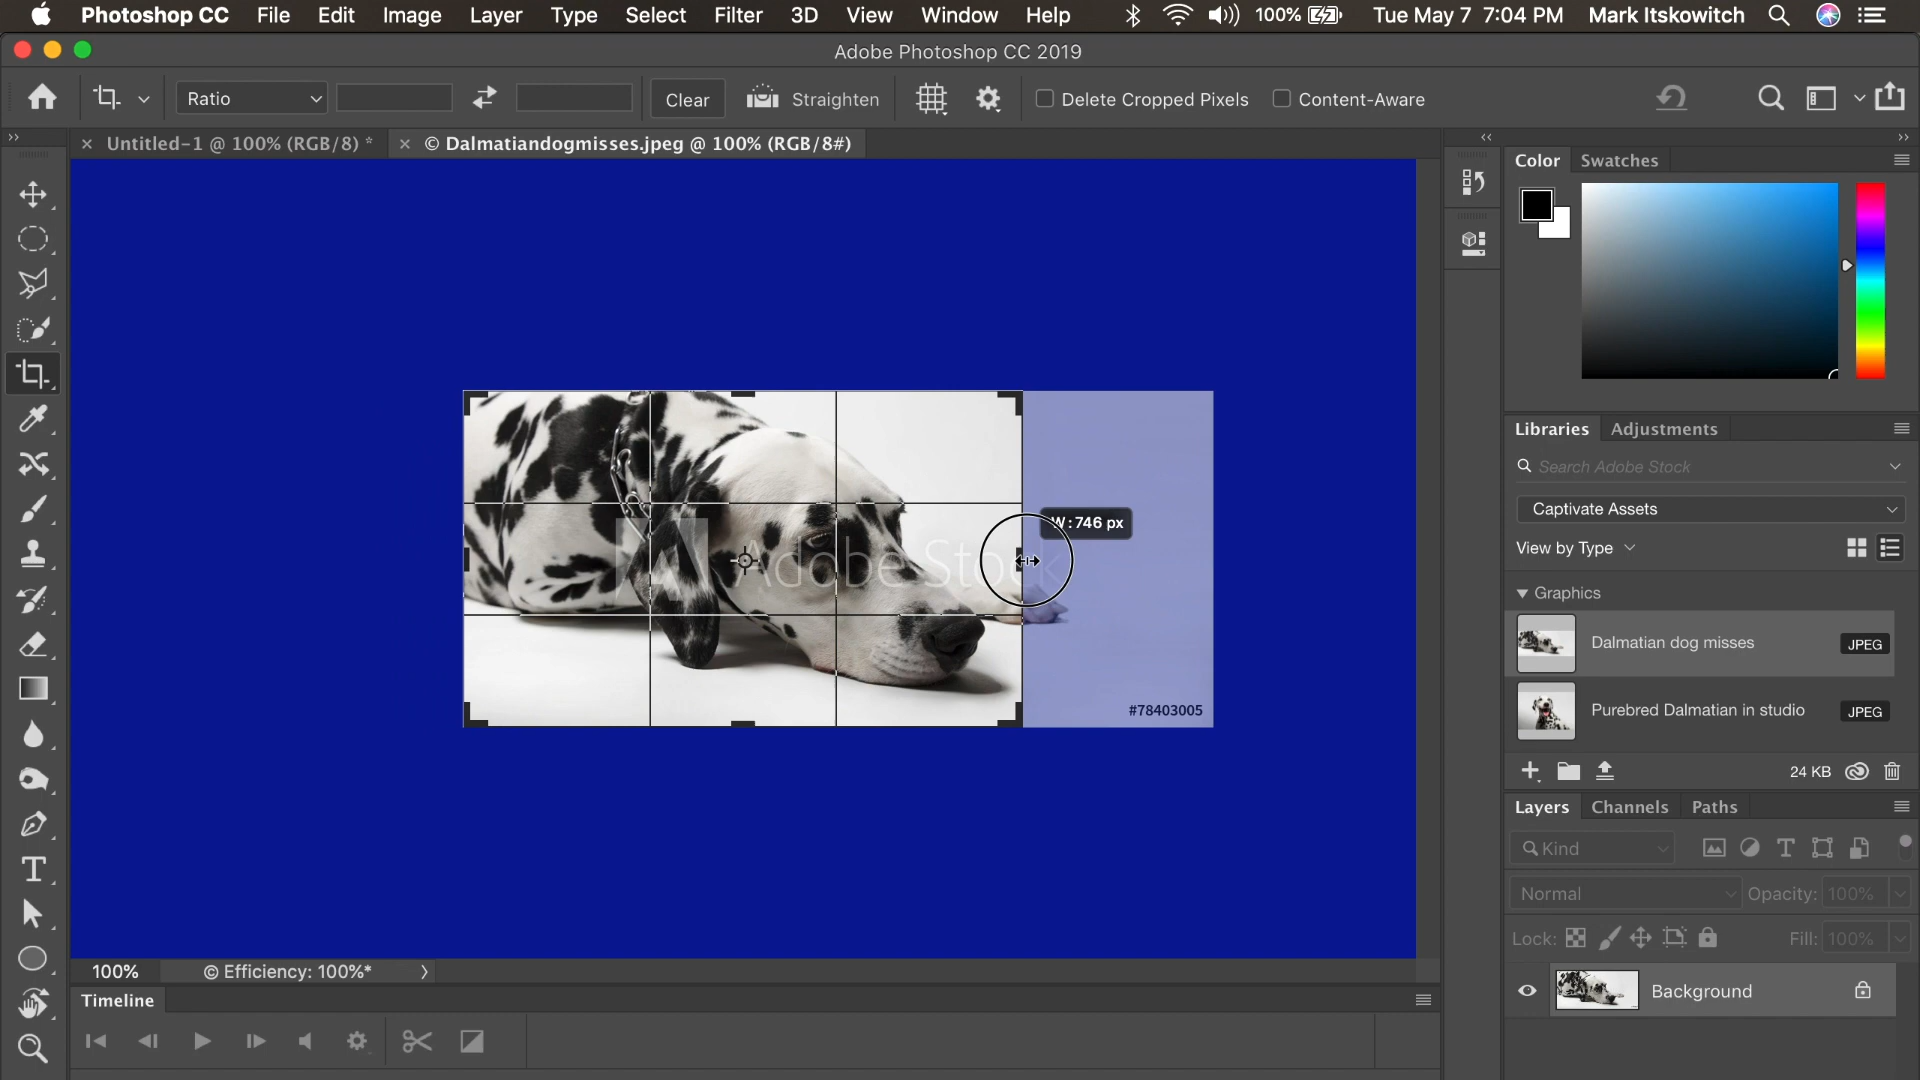 Photoshop CC File Edit Image Layer Type Select Filter 3D View Window Help 100% Tue May 7 7:04 PM Mark Itskowitch
Adobe Photoshop CC 2019
Ratio Clear Straighten Delete Cropped Pixels Content-Aware
Untitled-1 @ 100% (RGB/8) * © Dalmatiandogmisses.jpeg @ 100% (RGB/8#)
Color Swatches
Libraries Adjustments
Search Adobe Stock
Captivate Assets
View by Type
Graphics
Dalmatian dog misses JPEG
Purebred Dalmatian in studio JPEG
24 KB
W : 746 px
Adobe Stock
#78403005
Layers Channels Paths
Kind
Normal Opacity: 100%
Lock: Fill: 100%
Background
100% © Efficiency: 100%*
Timeline